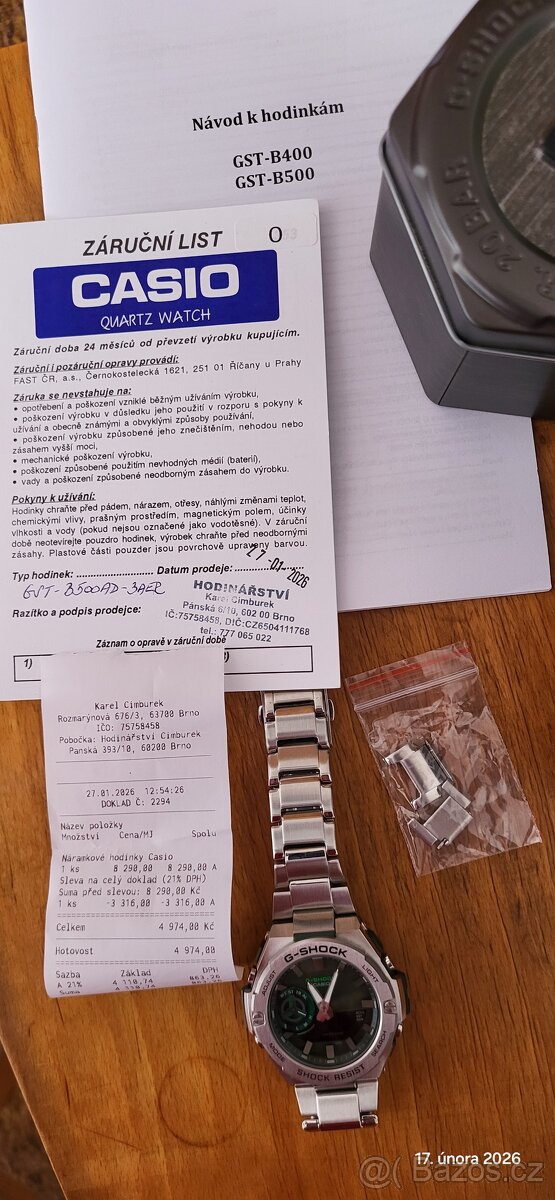 Návod k hodinkám
GST-B400
GST-B500
G-SHOCK
20BAR
ZÁRUČNÍ LIST
O
CASIO
QUARTZ WATCH
Záruční doba 24 měsíců od převzetí výrobku kupujícím.
Záruční i pozáruční opravy provádí:
FAST ČR, a.s., Černokostelecká 1621, 251 01 Říčany u Prahy
Záruka se nevstahuje na:
• opotřebení a poškození vzniklé běžným užíváním výrobku,
• poškození výrobku v důsledku jeho použití v rozporu s pokyny k
užívání a obecně známými a obvyklými způsoby používání,
• poškození výrobku způsobené jeho znečištěním, nehodou nebo
zásahem vyšší moci,
• mechanické poškození výrobku,
• poškození způsobené použitím nevhodných médií (baterií),
• vady a poškození způsobené neodborným zásahem do výrobku.
Pokyny k užívání:
Hodinky chraňte před pádem, nárazem, otřesy, náhlými změnami teplot,
chemickými vlivy, prašným prostředím, magnetickým polem, účinky
vlhkosti a vody (pokud nejsou označené jako vodotěsné). V záruční
době neotevírejte pouzdro hodinek, výrobek chraňte před neodbornými
zásahy. Plastové části pouzder jsou povrchově upraveny barvou.
Typ hodinek: ........................... Datum prodeje: ........................
27-01-2026
GST-B500AD-3AER
Razítko a podpis prodejce:
HODINÁŘSTVÍ
Karel Cimburek
Pánská 6/10, 602 00 Brno
IČ:75758458, DIČ:CZ6504111768
tel.: 777 065 022
Záznam o opravě v záruční době
1)
Karel Cimburek
Rozmarýnová 676/3, 63700 Brno
IČO: 75758458
Pobočka: Hodinářství Cimburek
Panská 393/10, 60200 Brno
27.01.2026 12:54:26
DOKLAD Č: 2294
Název položky
Množství Cena/MJ Spolu
Náramkové hodinky Casio
1 ks 8 290,00 8 290,00 A
Sleva na celý doklad (21% DPH)
Suma před slevou: 8 290,00 Kč
1 ks -3 316,00 -3 316,00 A
Celkem 4 974,00 Kč
Hotovost 4 974,00
Sazba Základ DPH
A 21% 4 110,74 863,26
Suma 4 110,74 863,26
G-SHOCK
ADJUST
LIGHT
G-SHOCK
CASIO
MODE
SEARCH
SHOCK RESIST
17. února 2026
@ Bazos.cz